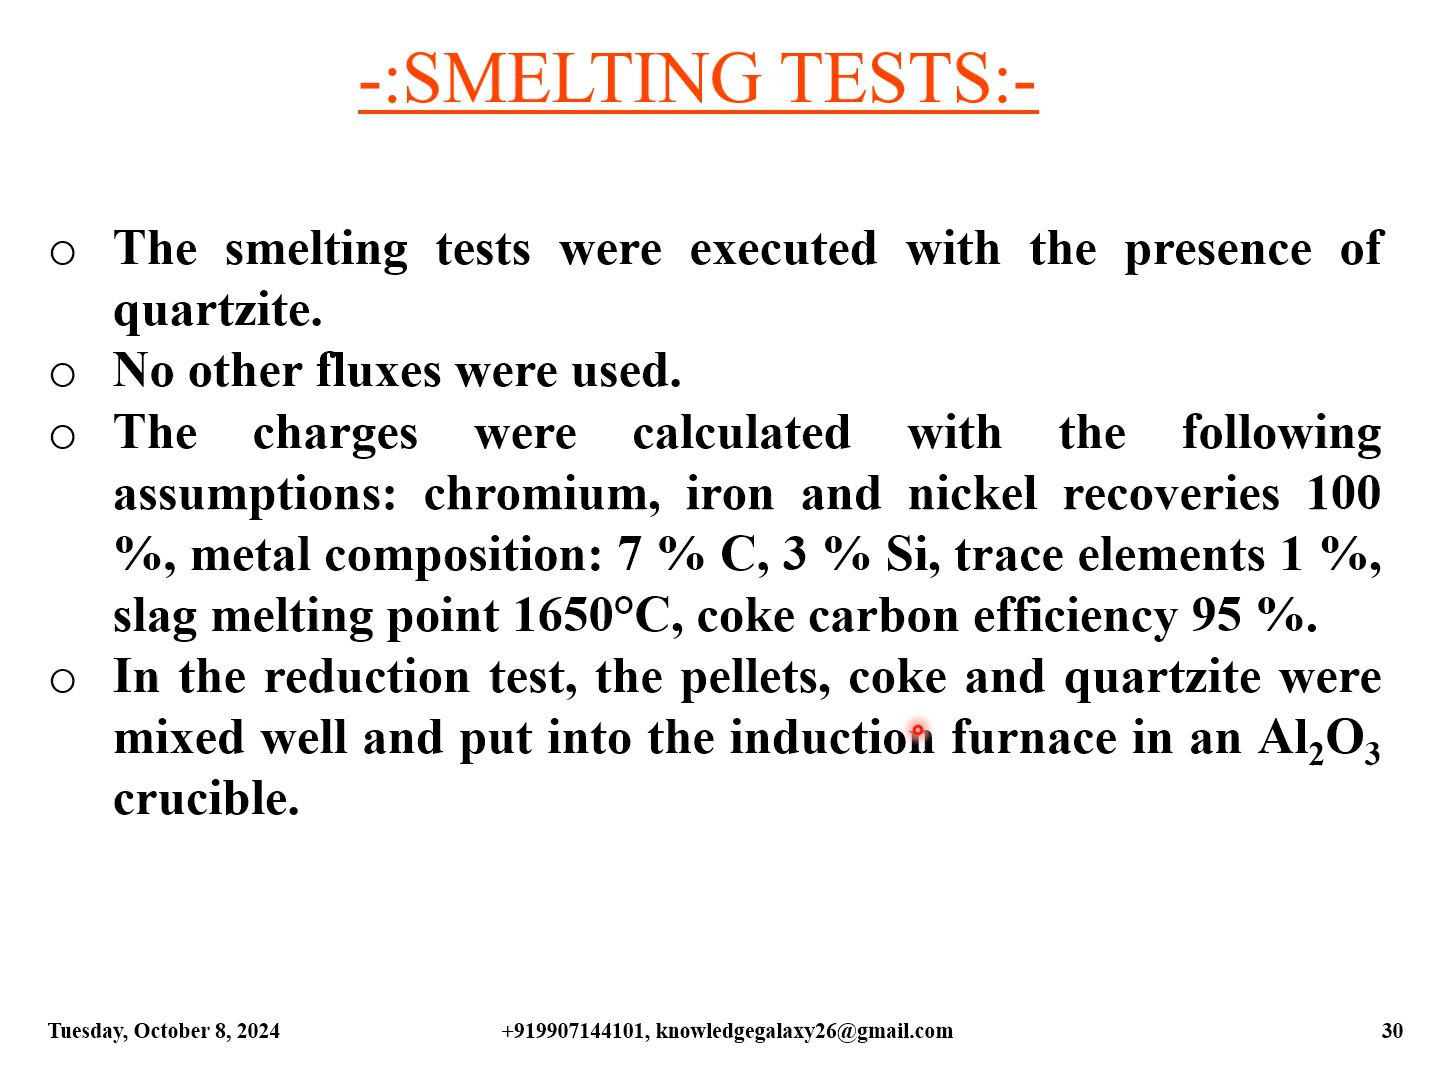 -:SMELTING TESTS:-
o The smelting tests were executed with the presence of
quartzite.
o No other fluxes were used.
o The charges were calculated with the following
assumptions: chromium, iron and nickel recoveries 100
%, metal composition: 7 % C, 3 % Si, trace elements 1 %,
slag melting point 1650°C, coke carbon efficiency 95 %.
o In the reduction test, the pellets, coke and quartzite were
mixed well and put into the induction furnace in an Al₂O₃
crucible.
Tuesday, October 8, 2024 +919907144101, knowledgegalaxy26@gmail.com 30